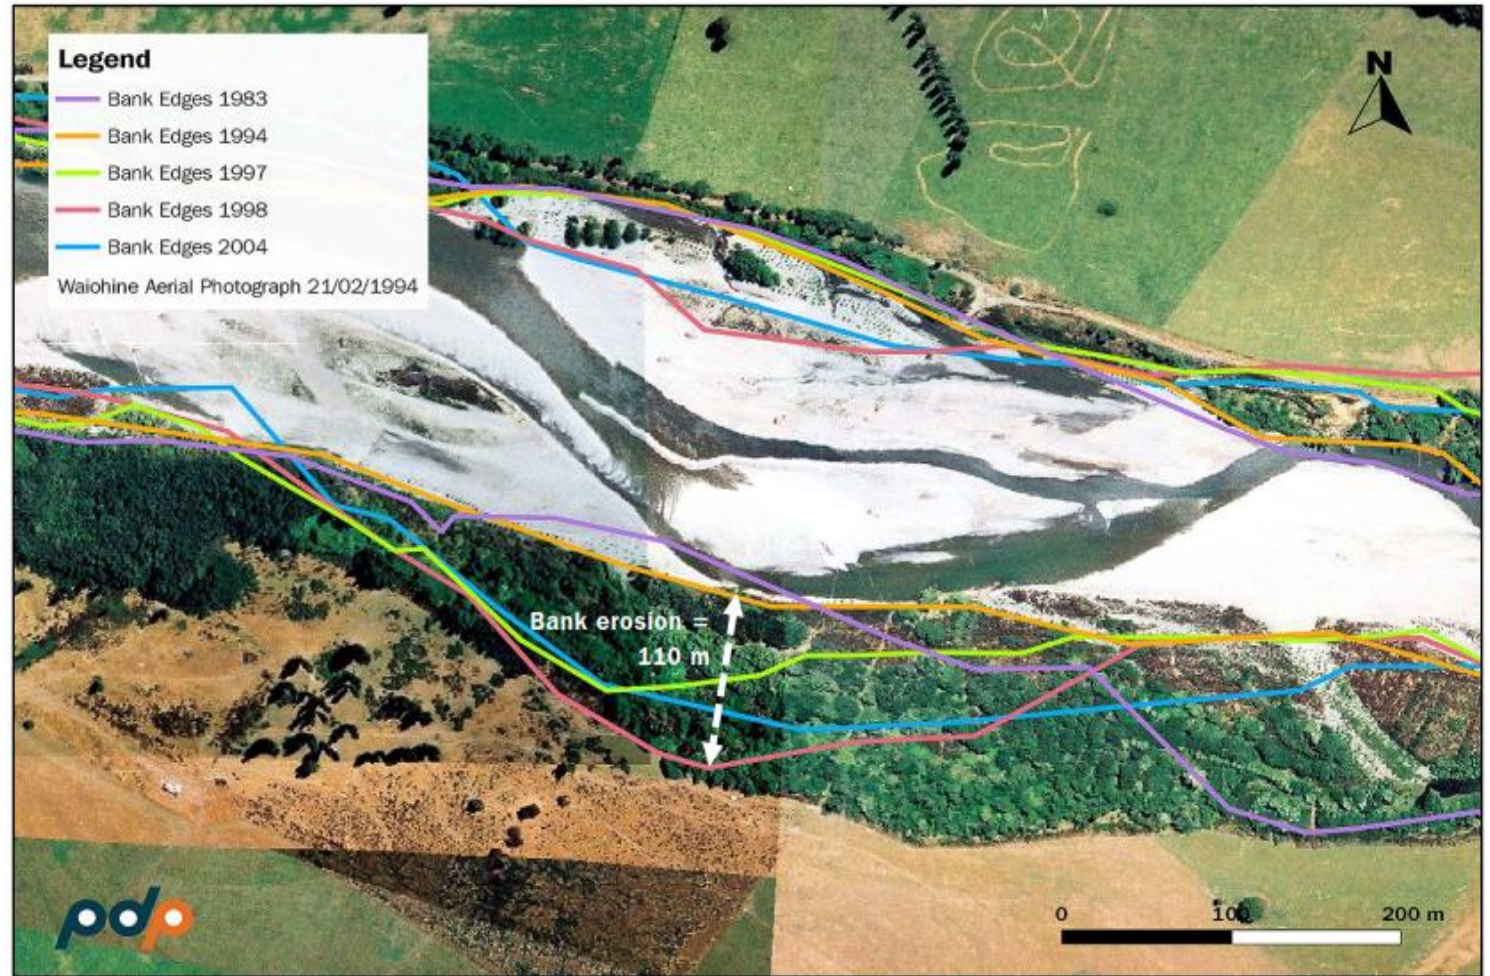 Legend
Bank Edges 1983
Bank Edges 1994
Bank Edges 1997
Bank Edges 1998
Bank Edges 2004
Waiohine Aerial Photograph 21/02/1994
N
Bank erosion =
110 m
pdp
0 100 200 m